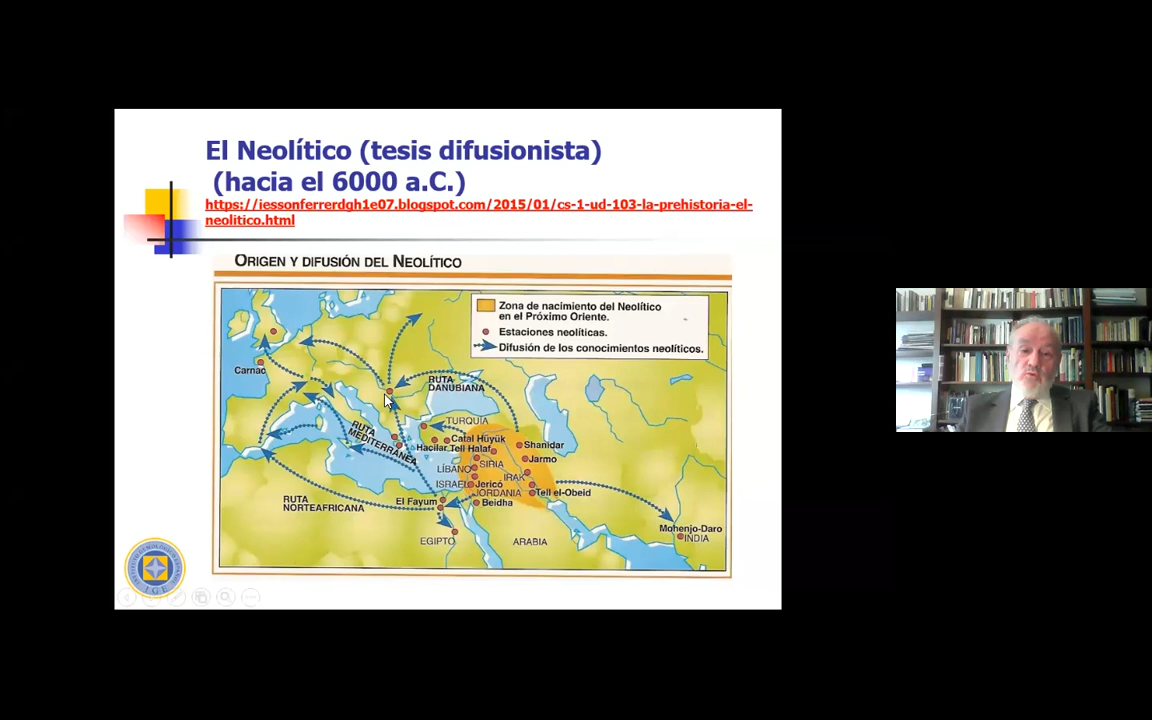 El Neolítico (tesis difusionista)
(hacia el 6000 a.C.)
https://iessonferrerdgh1e07.blogspot.com/2015/01/cs-1-ud-103-la-prehistoria-el-
neolitico.html
ORIGEN Y DIFUSIÓN DEL NEOLÍTICO
Zona de nacimiento del Neolítico
en el Próximo Oriente.
Estaciones neolíticas.
Difusión de los conocimientos neolíticos.
Carnac
RUTA
DANUBIANA
TURQUÍA
RUTA
MEDITERRÁNEA
Catal Hüyük
Hacilar
Tell Halaf
Shanidar
Jarmo
LÍBANO
SIRIA
IRAK
ISRAEL
Jericó
JORDANIA
Tell el-Obeid
Beidha
El Fayum
RUTA
NORTEAFRICANA
EGIPTO
ARABIA
Mohenjo-Daro
INDIA
I G E